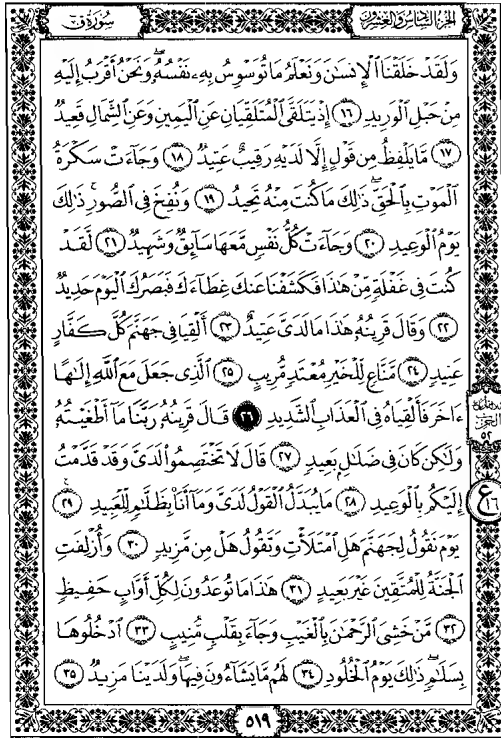 الجزء السادس والعشرون
سورة ق
وَلَقَدْ خَلَقْنَا ٱلْإِنسَٰنَ وَنَعْلَمُ مَا تُوَسْوِسُ بِهِۦ نَفْسُهُۥ ۖ وَنَحْنُ أَقْرَبُ إِلَيْهِ
مِنْ حَبْلِ ٱلْوَرِيدِ ١٦ إِذْ يَتَلَقَّى ٱلْمُتَلَقِّيَانِ عَنِ ٱلْيَمِينِ وَعَنِ ٱلشِّمَالِ قَعِيدٌ
١٧ مَّا يَلْفِظُ مِن قَوْلٍ إِلَّا لَدَيْهِ رَقِيبٌ عَتِيدٌ ١٨ وَجَآءَتْ سَكْرَةُ
ٱلْمَوْتِ بِٱلْحَقِّ ۖ ذَٰلِكَ مَا كُنتَ مِنْهُ تَحِيدُ ١٩ وَنُفِخَ فِى ٱلصُّورِ ۚ ذَٰلِكَ
يَوْمُ ٱلْوَعِيدِ ٢٠ وَجَآءَتْ كُلُّ نَفْسٍ مَّعَهَا سَآئِقٌ وَشَهِيدٌ ٢١ لَّقَدْ
كُنتَ فِى غَفْلَةٍ مِّنْ هَٰذَا فَكَشَفْنَا عَنكَ غِطَآءَكَ فَبَصَرُكَ ٱلْيَوْمَ حَدِيدٌ
٢٢ وَقَالَ قَرِينُهُۥ هَٰذَا مَا لَدَىَّ عَتِيدٌ ٢٣ أَلْقِيَا فِى جَهَنَّمَ كُلَّ كَفَّارٍ
عَنِيدٍ ٢٤ مَّنَّاعٍ لِّلْخَيْرِ مُعْتَدٍ مُّرِيبٍ ٢٥ ٱلَّذِى جَعَلَ مَعَ ٱللَّهِ إِلَٰهًا
ءَاخَرَ فَأَلْقِيَاهُ فِى ٱلْعَذَابِ ٱلشَّدِيدِ ٢٦ قَالَ قَرِينُهُۥ رَبَّنَا مَآ أَطْغَيْتُهُۥ
وَلَٰكِن كَانَ فِى ضَلَٰلٍۭ بَعِيدٍ ٢٧ قَالَ لَا تَخْتَصِمُوا۟ لَدَىَّ وَقَدْ قَدَّمْتُ
إِلَيْكُم بِٱلْوَعِيدِ ٢٨ مَا يُبَدَّلُ ٱلْقَوْلُ لَدَىَّ وَمَآ أَنَا۠ بِظَلَّٰمٍ لِّلْعَبِيدِ ٢٩
يَوْمَ نَقُولُ لِجَهَنَّمَ هَلِ ٱمْتَلَأْتِ وَتَقُولُ هَلْ مِن مَّزِيدٍ ٣٠ وَأُزْلِفَتِ
ٱلْجَنَّةُ لِلْمُتَّقِينَ غَيْرَ بَعِيدٍ ٣١ هَٰذَا مَا تُوعَدُونَ لِكُلِّ أَوَّابٍ حَفِيظٍ
٣٢ مَّنْ خَشِىَ ٱلرَّحْمَٰنَ بِٱلْغَيْبِ وَجَآءَ بِقَلْبٍ مُّنِيبٍ ٣٣ ٱدْخُلُوهَا
بِسَلَٰمٍ ۖ ذَٰلِكَ يَوْمُ ٱلْخُلُودِ ٣٤ لَهُم مَّا يَشَآءُونَ فِيهَا ۖ وَلَدَيْنَا مَزِيدٌ ٣٥
الحزب
٥٢
ع
١٦
٥١٩